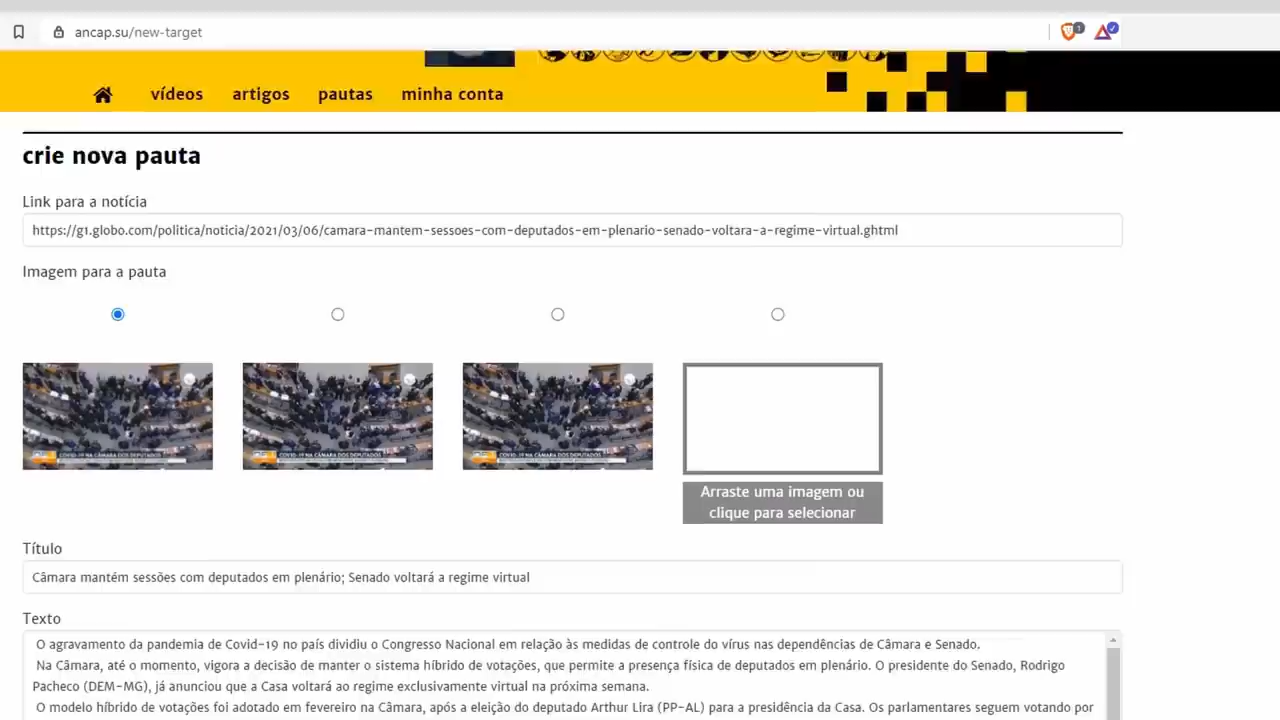 ancap.su/new-target
1
vídeos artigos pautas minha conta
crie nova pauta
Link para a notícia
https://g1.globo.com/politica/noticia/2021/03/06/camara-mantem-sessoes-com-deputados-em-plenario-senado-voltara-a-regime-virtual.ghtml
Imagem para a pauta
COVID-19 NA CÂMARA DOS DEPUTADOS
COVID-19 NA CÂMARA DOS DEPUTADOS
COVID-19 NA CÂMARA DOS DEPUTADOS
Arraste uma imagem ou
clique para selecionar
Título
Câmara mantém sessões com deputados em plenário; Senado voltará a regime virtual
Texto
O agravamento da pandemia de Covid-19 no país dividiu o Congresso Nacional em relação às medidas de controle do vírus nas dependências de Câmara e Senado.
Na Câmara, até o momento, vigora a decisão de manter o sistema híbrido de votações, que permite a presença física de deputados em plenário. O presidente do Senado, Rodrigo
Pacheco (DEM-MG), já anunciou que a Casa voltará ao regime exclusivamente virtual na próxima semana.
O modelo híbrido de votações foi adotado em fevereiro na Câmara, após a eleição do deputado Arthur Lira (PP-AL) para a presidência da Casa. Os parlamentares seguem votando por